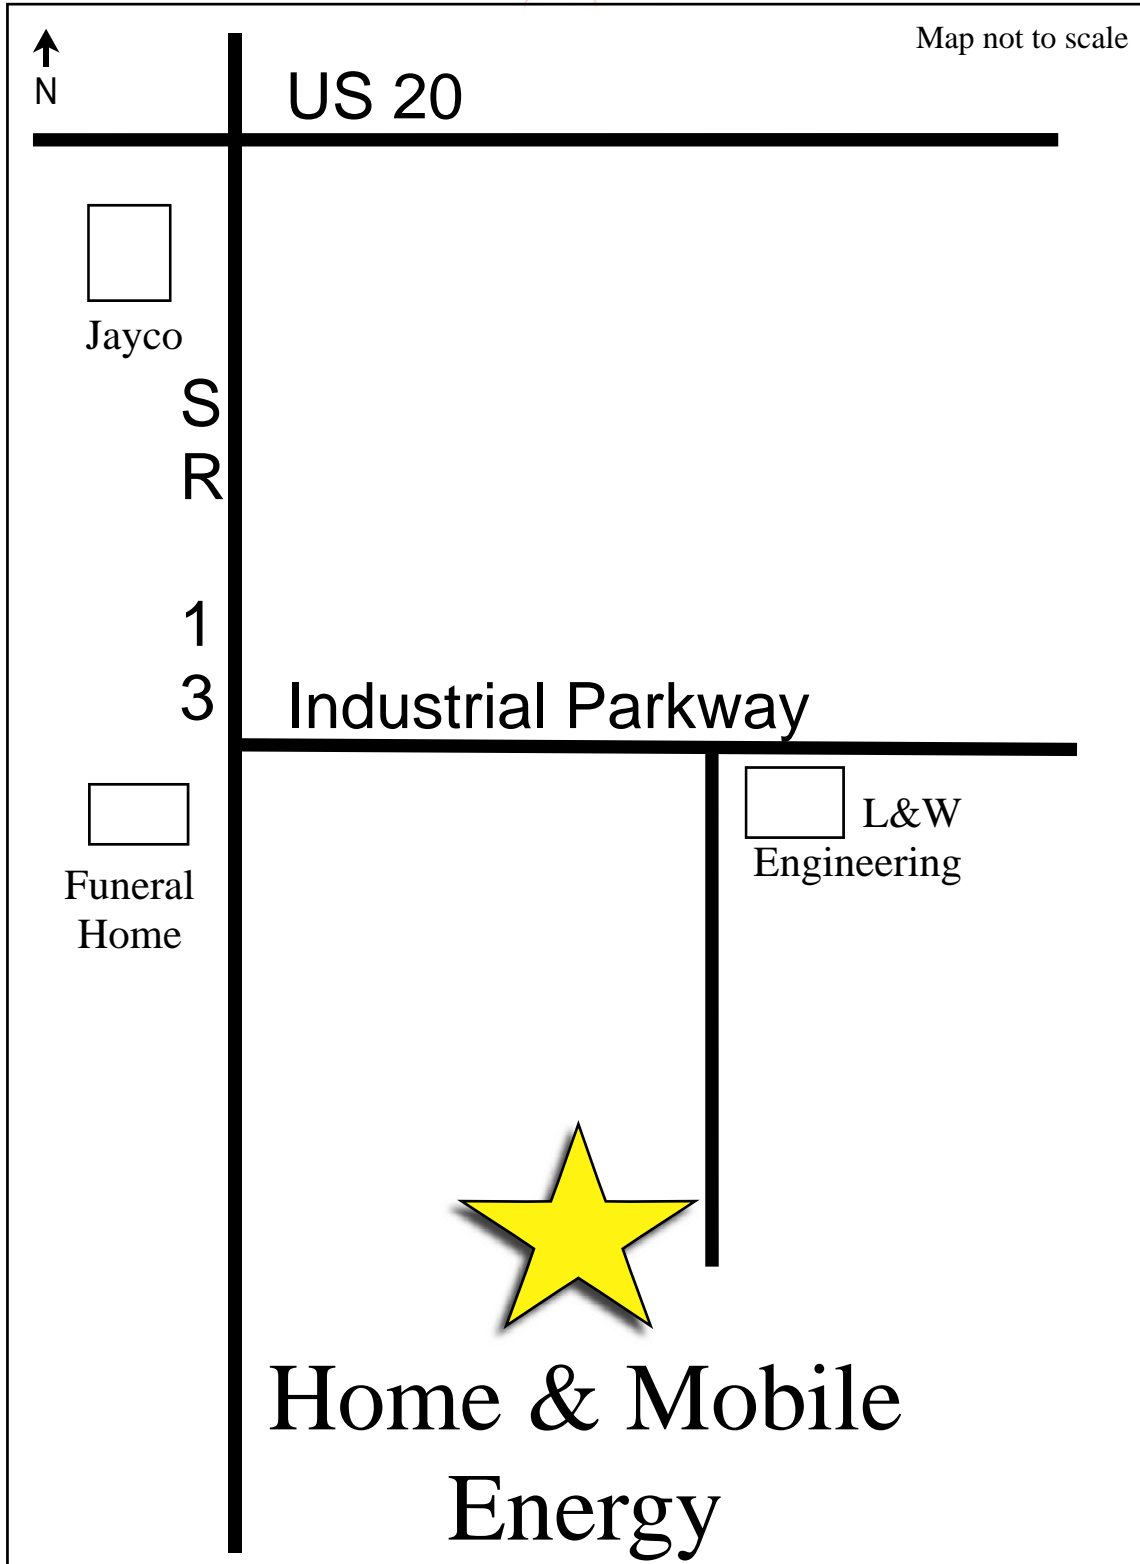 Map not to scale
N
US 20
Jayco
S
R
1
3
Industrial Parkway
L&W
Engineering
Funeral
Home
Home & Mobile
Energy